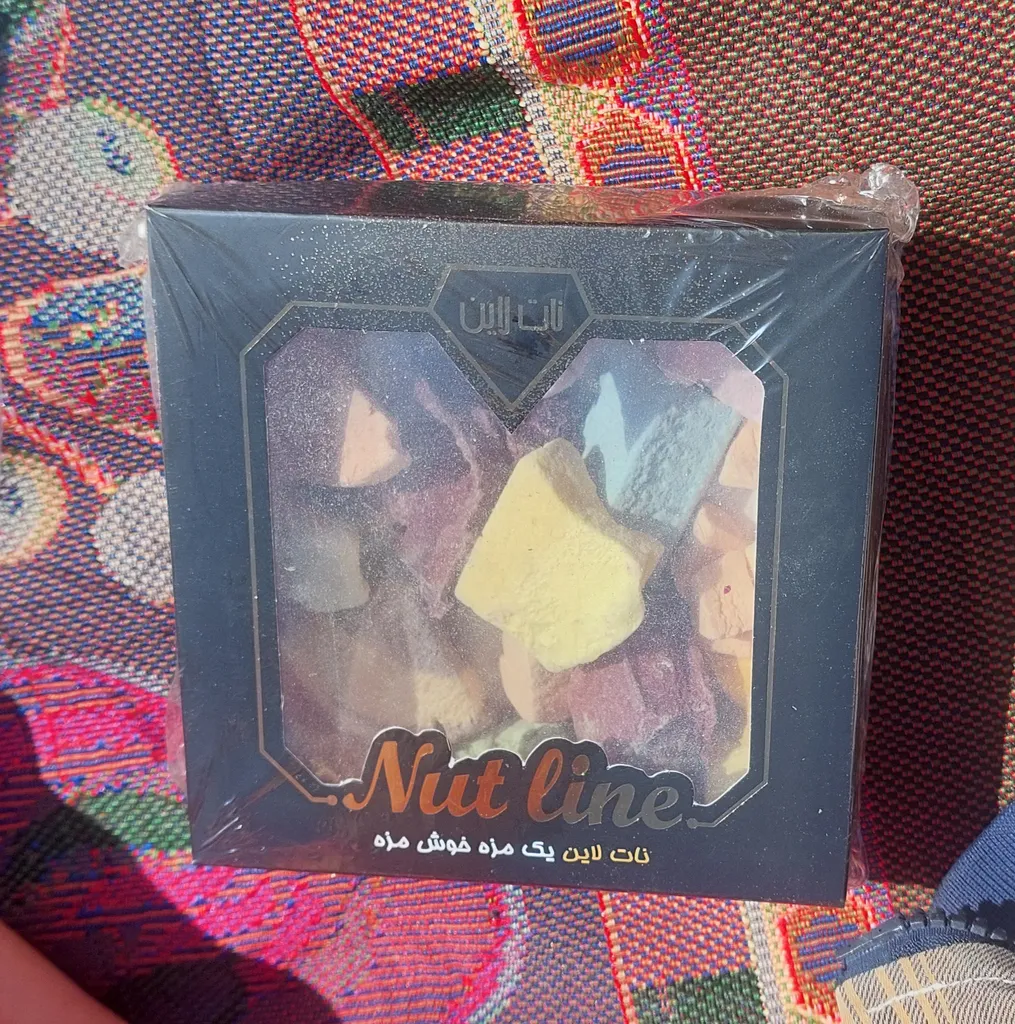 نات لاین
Nut line
نات لاین یک مزه خوش مزه